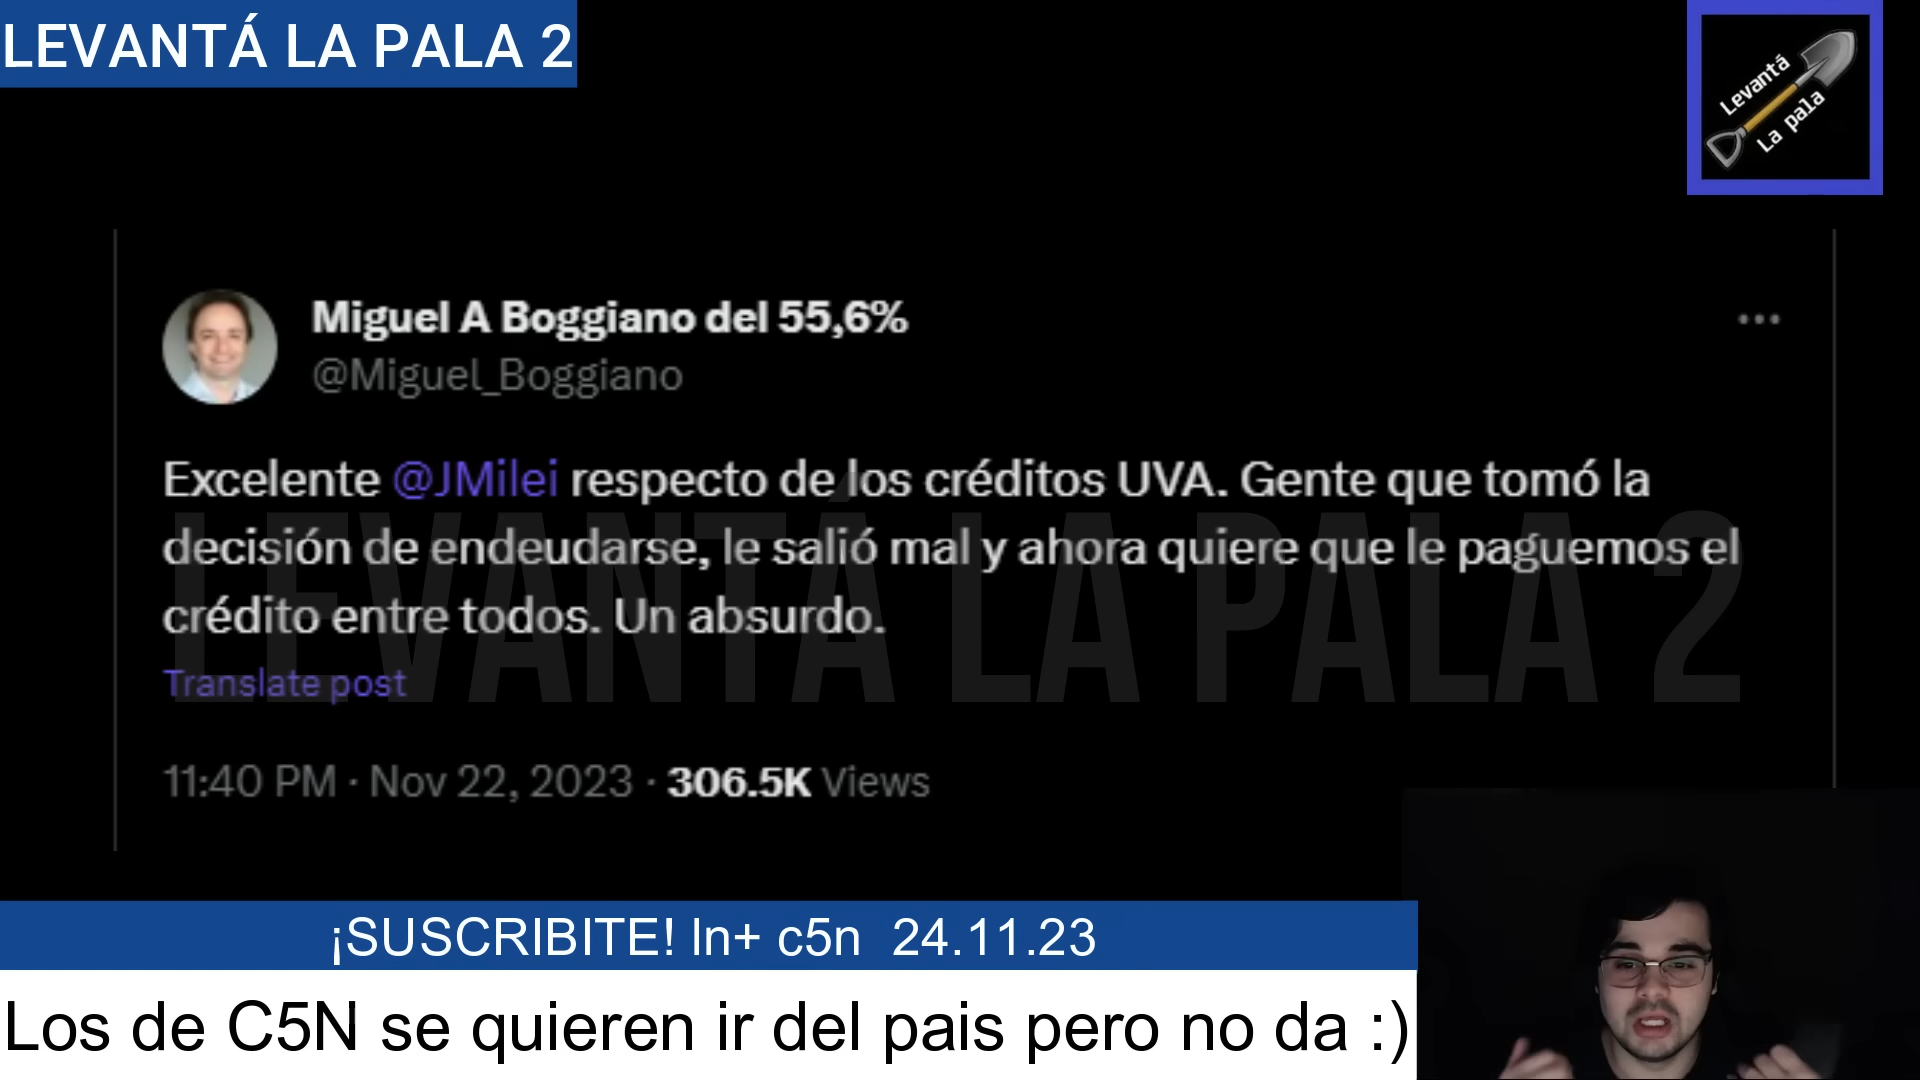 LEVANTÁ LA PALA 2
Levantá
La pala
Miguel A Boggiano del 55,6%
@Miguel_Boggiano
Excelente @JMilei respecto de los créditos UVA. Gente que tomó la
decisión de endeudarse, le salió mal y ahora quiere que le paguemos el
crédito entre todos. Un absurdo.
LEVANTÁ LA PALA 2
Translate post
11:40 PM · Nov 22, 2023 · 306.5K Views
¡SUSCRIBITE! In+ c5n 24.11.23
Los de C5N se quieren ir del pais pero no da :)